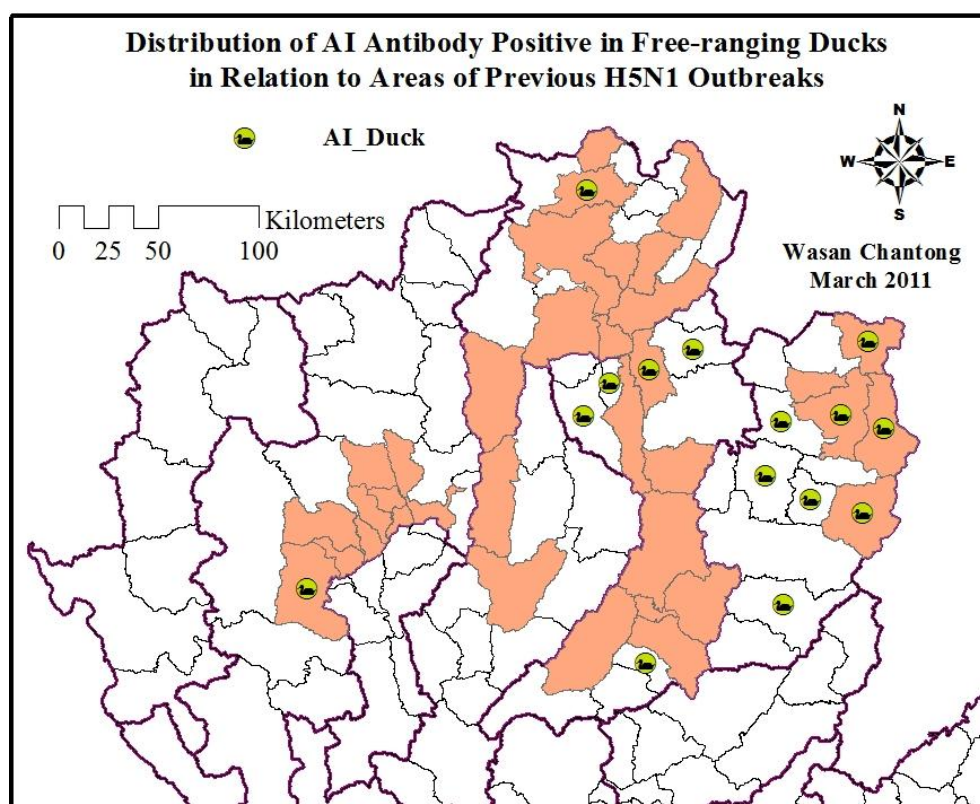 Distribution of AI Antibody Positive in Free-ranging Ducks
in Relation to Areas of Previous H5N1 Outbreaks
AI_Duck
N
W E
S
Kilometers
0 25 50 100
Wasan Chantong
March 2011